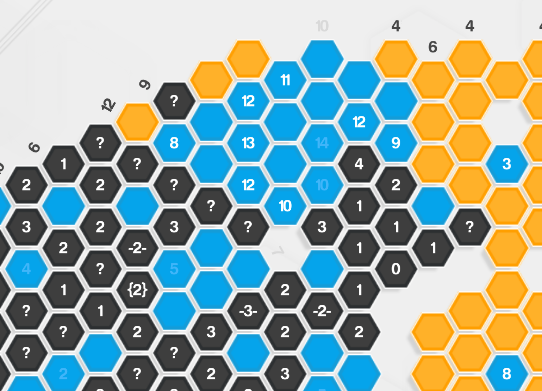 10 4 4
6
9 11
12 ? 12
12
6 ? 8 13 14 9
1 ? 4 3
2 2 ? 12 10 2
? 10 1
3 2 3 ? 3 1 ?
2 -2- 1 1
4 ? 5 0
1 {2} 2 1
? 1 -3- -2-
? 2 3 2 2
? 8
2 ? 2 3